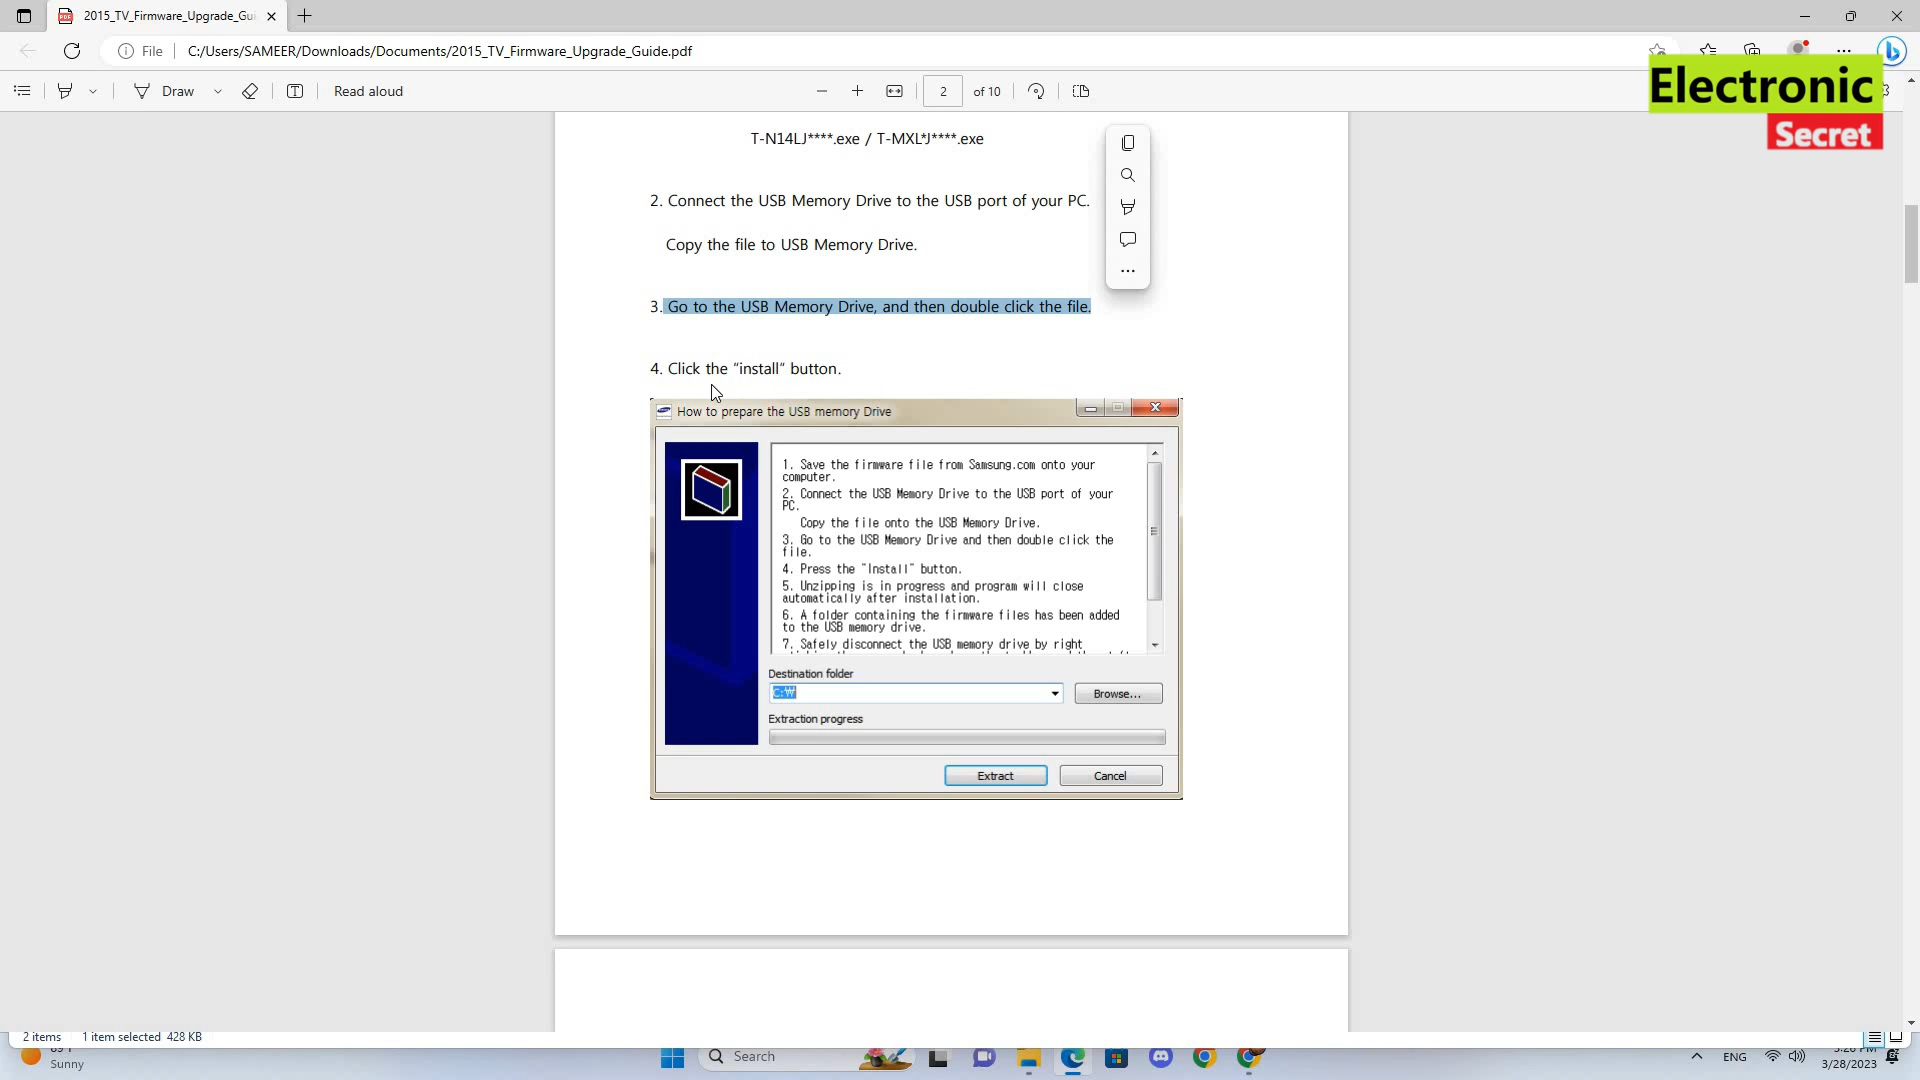 2015_TV_Firmware_Upgrade_Gu
File
C:/Users/SAMEER/Downloads/Documents/2015_TV_Firmware_Upgrade_Guide.pdf
Draw
Read aloud
2
of 10
Electronic
Secret
T-N14LJ****.exe / T-MXL*J****.exe
2. Connect the USB Memory Drive to the USB port of your PC.
Copy the file to USB Memory Drive.
3. Go to the USB Memory Drive, and then double click the file.
4. Click the “install” button.
How to prepare the USB memory Drive
1. Save the firmware file from Samsung.com onto your
computer.
2. Connect the USB Memory Drive to the USB port of your
PC.
Copy the file onto the USB Memory Drive.
3. Go to the USB Memory Drive and then double click the
file.
4. Press the "Install" button.
5. Unzipping is in progress and program will close
automatically after installation.
6. A folder containing the firmware files has been added
to the USB memory drive.
7. Safely disconnect the USB memory drive by right
Destination folder
C:₩
Browse...
Extraction progress
Extract
Cancel
2 items
1 item selected 428 KB
Sunny
Search
ENG
3/28/2023